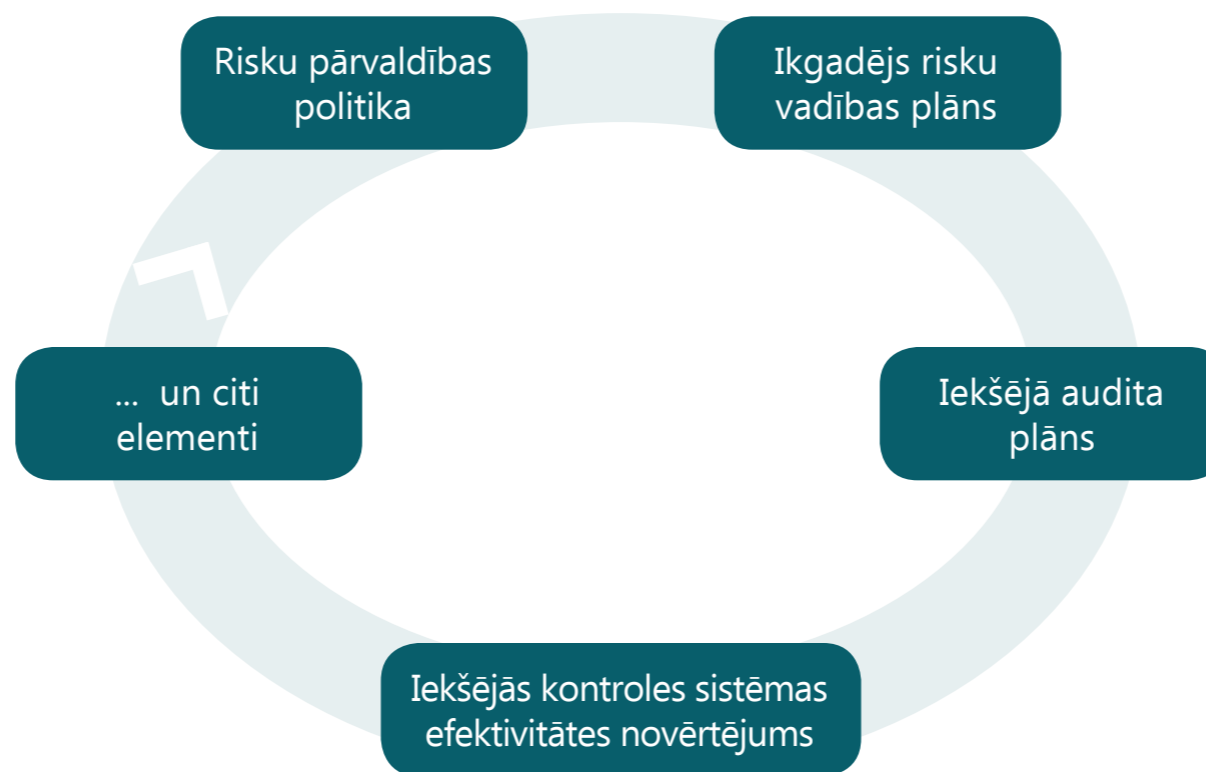 Risku pārvaldības
politika
Ikgadējs risku
vadības plāns
... un citi
elementi
Iekšējā audita
plāns
Iekšējās kontroles sistēmas
efektivitātes novērtējums